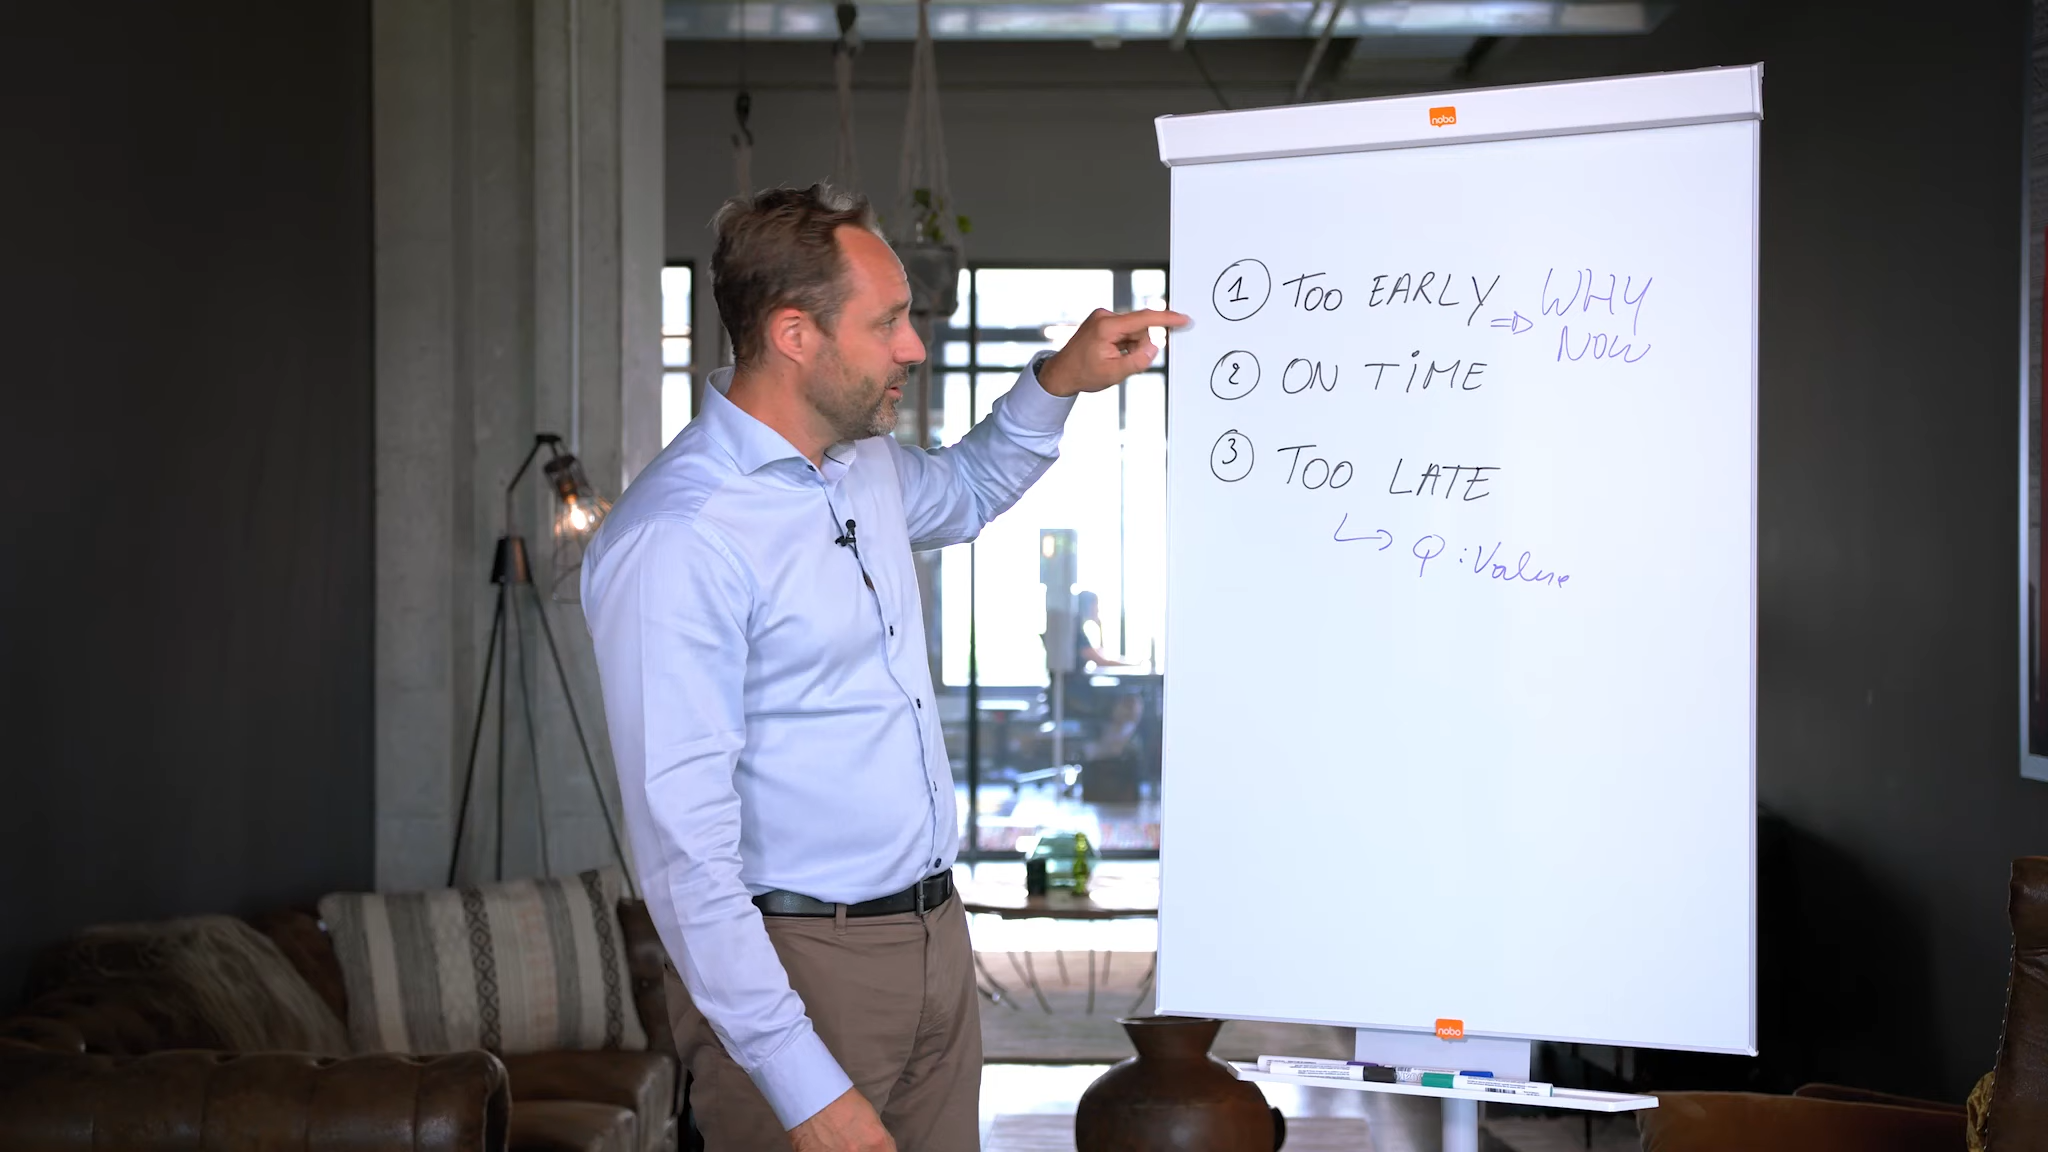 nobo
1 TOO EARLY ⇒ WHY
NOW
2 ON TIME
3 TOO LATE
↳ Q : Value
nobo